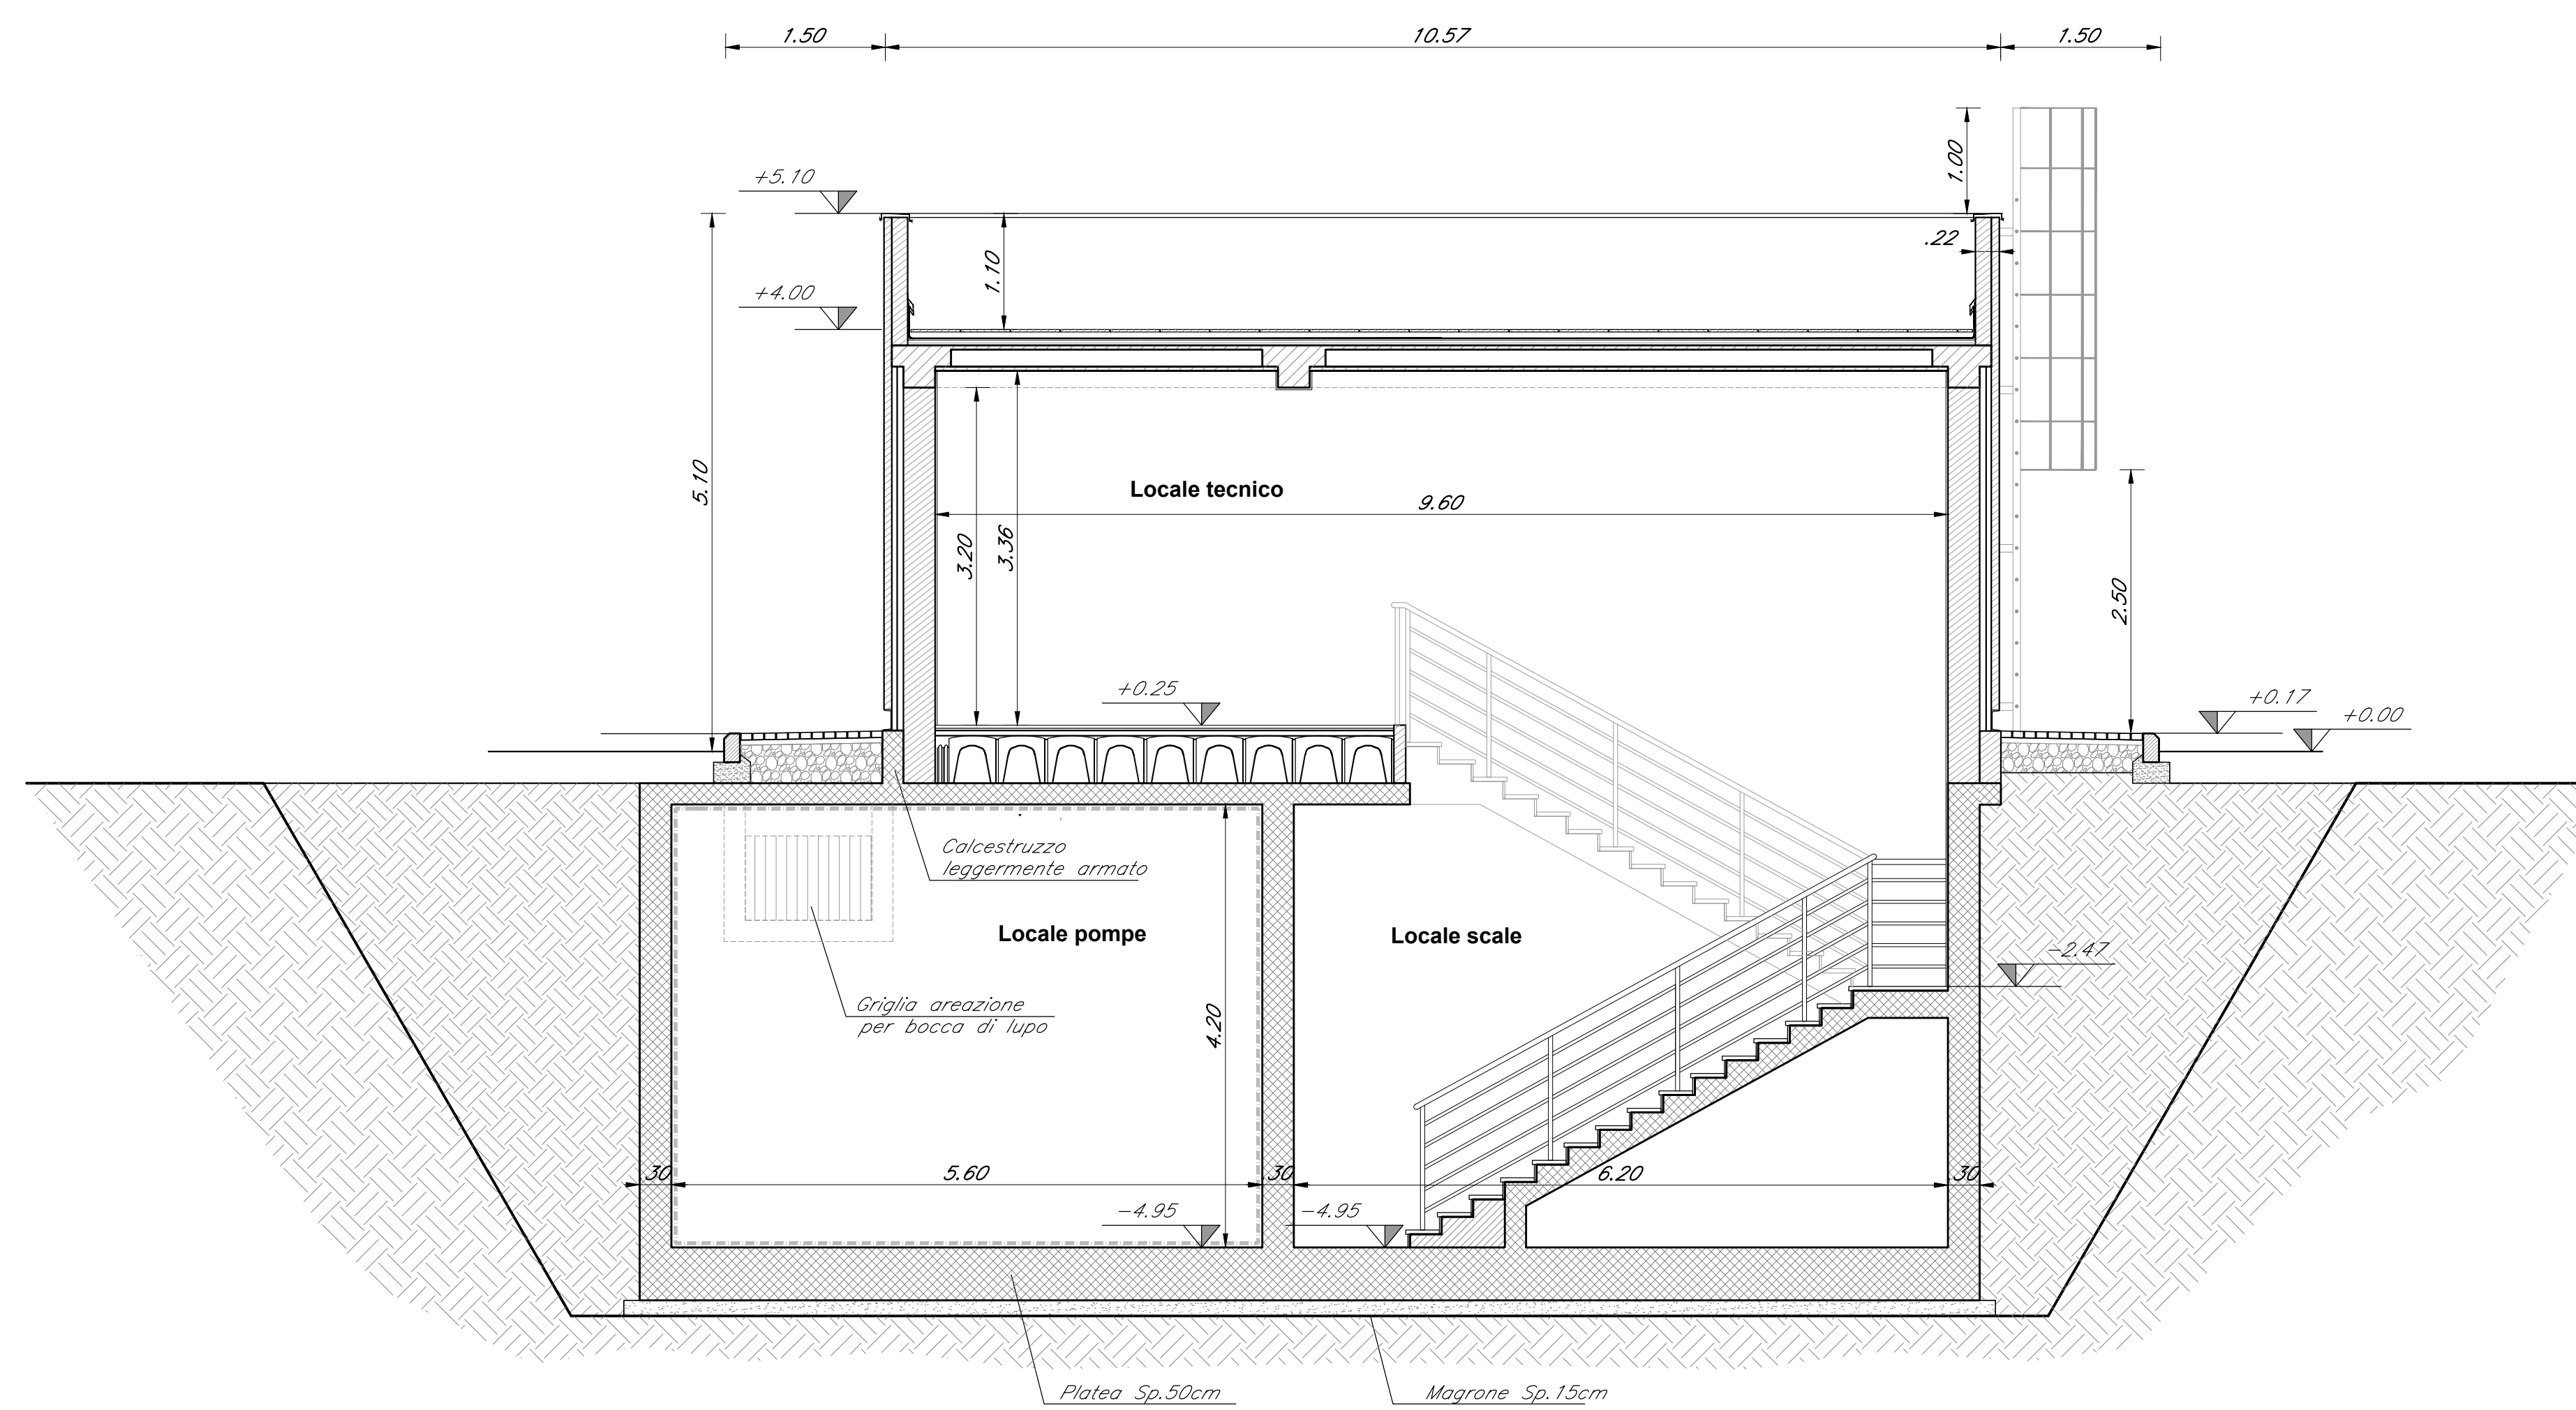 1.50
10.57
1.50
1.00
+5.10
.22
1.10
+4.00
5.10
Locale tecnico
9.60
3.20
3.36
2.50
+0.25
+0.17
+0.00
Calcestruzzo
leggermente armato
Locale pompe
Locale scale
-2.47
Griglia areazione
per bocca di lupo
4.20
.30
5.60
.30
6.20
.30
-4.95
-4.95
Platea Sp.50cm
Magrone Sp.15cm